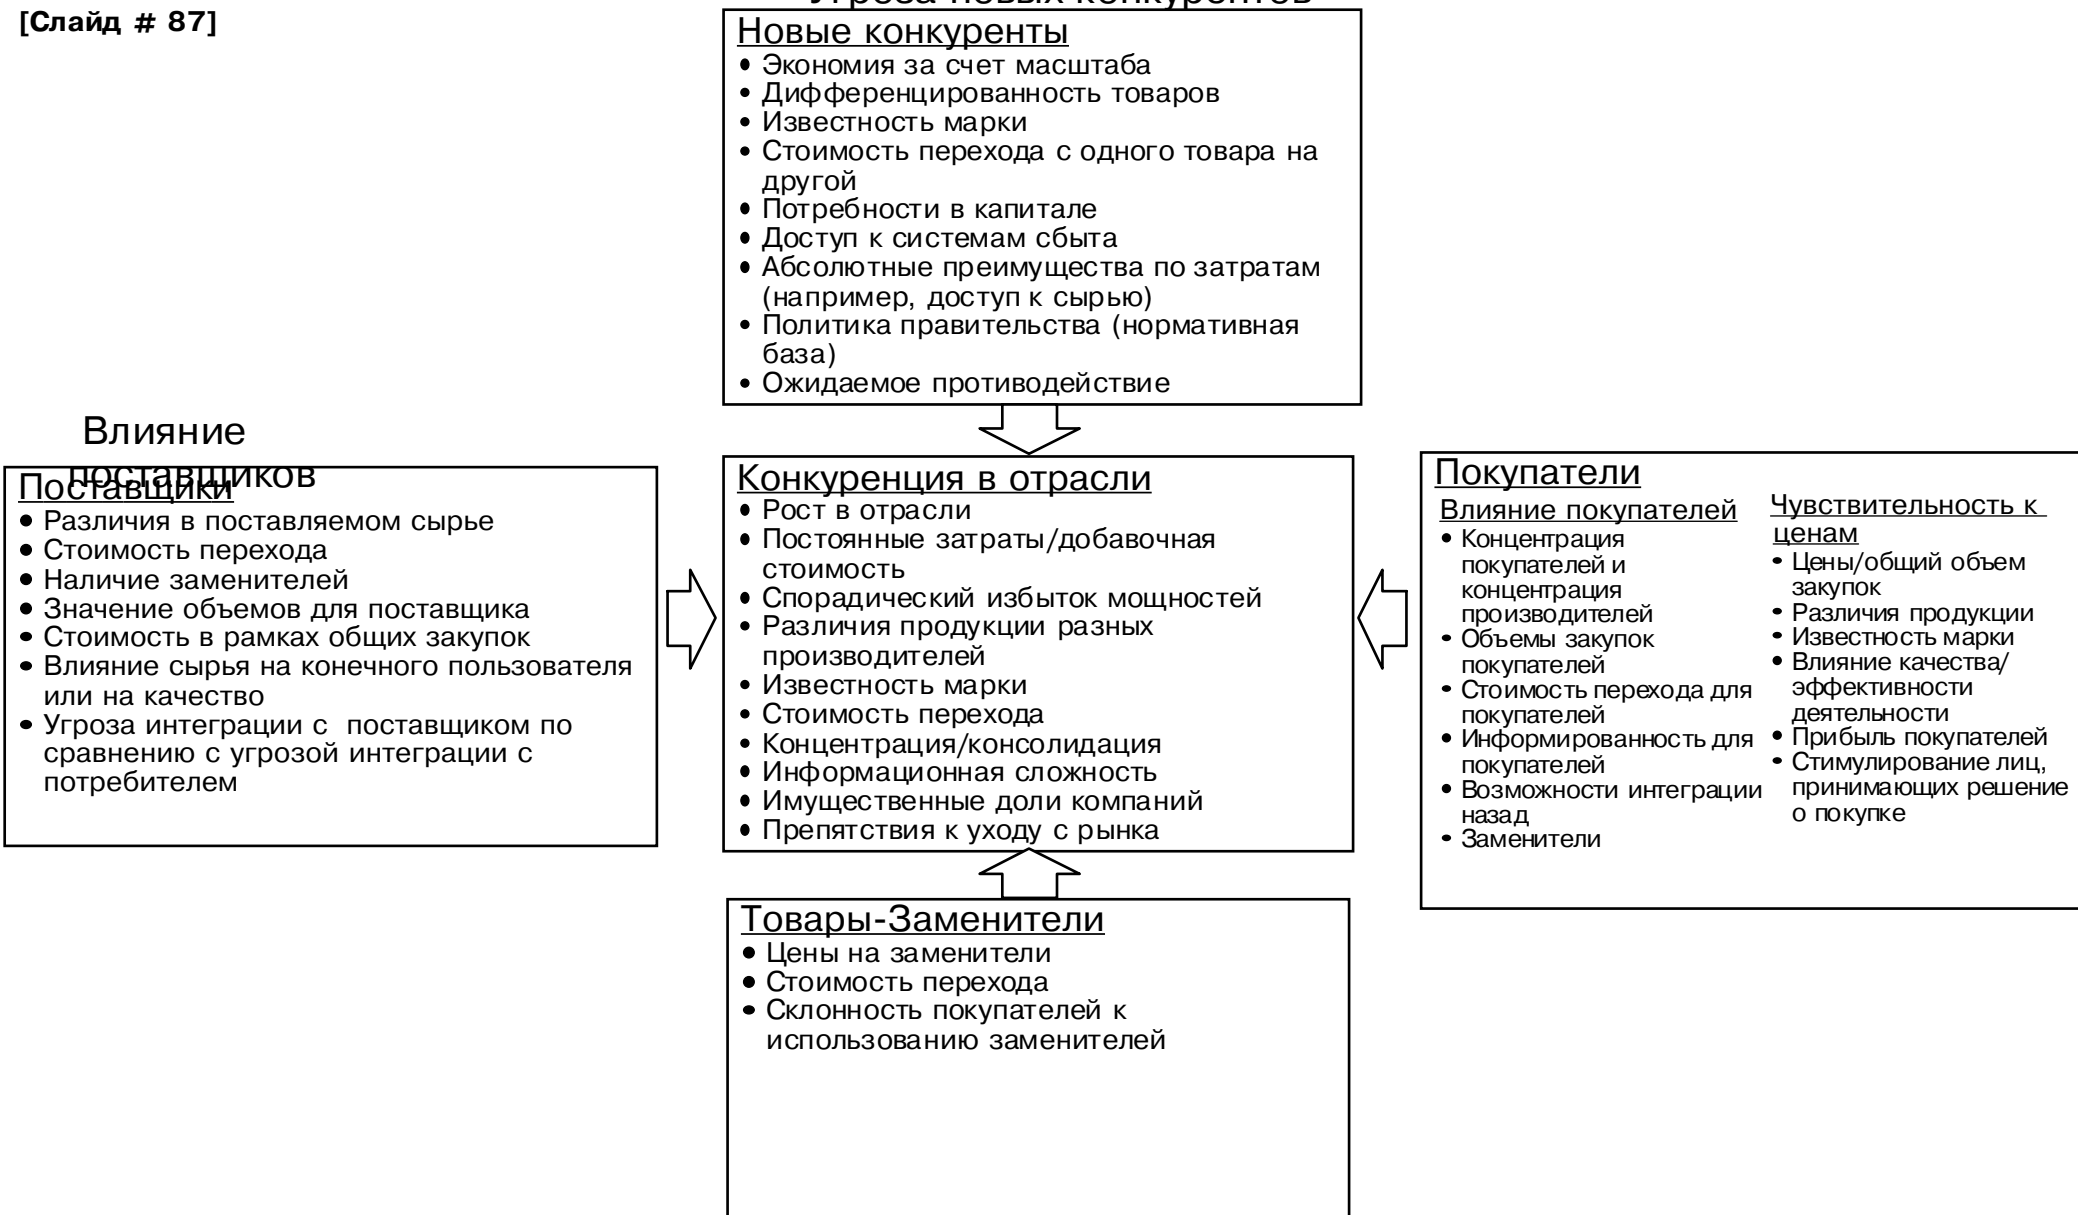 [Слайд # 87]
Угроза новых конкурентов
Новые конкуренты
• Экономия за счет масштаба
• Дифференцированность товаров
• Известность марки
• Стоимость перехода с одного товара на
другой
• Потребности в капитале
• Доступ к системам сбыта
• Абсолютные преимущества по затратам
(например, доступ к сырью)
• Политика правительства (нормативная
база)
• Ожидаемое противодействие
Влияние
поставщиков
Поставщики
• Различия в поставляемом сырье
• Стоимость перехода
• Наличие заменителей
• Значение объемов для поставщика
• Стоимость в рамках общих закупок
• Влияние сырья на конечного пользователя
или на качество
• Угроза интеграции с поставщиком по
сравнению с угрозой интеграции с
потребителем
Конкуренция в отрасли
• Рост в отрасли
• Постоянные затраты/добавочная
стоимость
• Спорадический избыток мощностей
• Различия продукции разных
производителей
• Известность марки
• Стоимость перехода
• Концентрация/консолидация
• Информационная сложность
• Имущественные доли компаний
• Препятствия к уходу с рынка
Покупатели
Влияние покупателей
• Концентрация
покупателей и
концентрация
производителей
• Объемы закупок
покупателей
• Стоимость перехода для
покупателей
• Информированность для
покупателей
• Возможности интеграции
назад
• Заменители
Чувствительность к
ценам
• Цены/общий объем
закупок
• Различия продукции
• Известность марки
• Влияние качества/
эффективности
деятельности
• Прибыль покупателей
• Стимулирование лиц,
принимающих решение
о покупке
Товары-Заменители
• Цены на заменители
• Стоимость перехода
• Склонность покупателей к
использованию заменителей